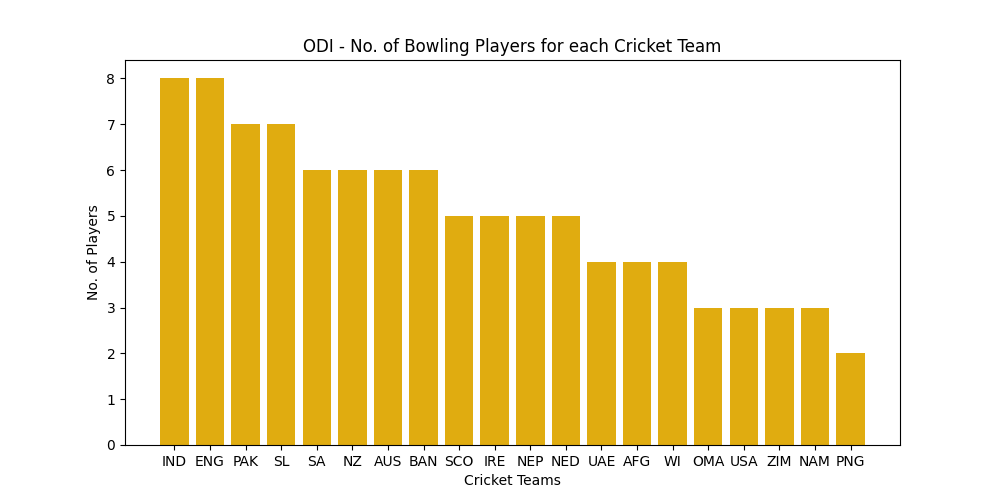 ODI - No. of Bowling Players for each Cricket Team
No. of Players
8
7
6
5
4
3
2
1
0
IND ENG PAK SL SA NZ AUS BAN SCO IRE NEP NED UAE AFG WI OMA USA ZIM NAM PNG
Cricket Teams